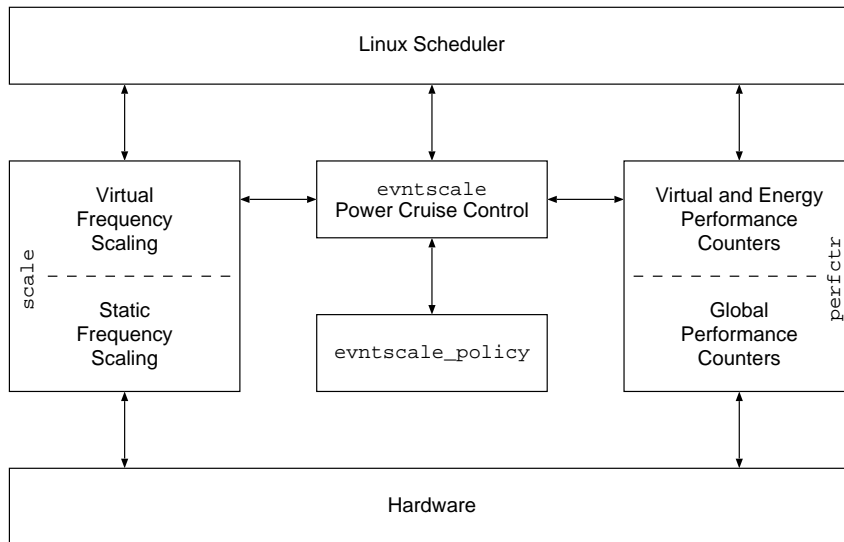 Linux Scheduler
scale
Virtual
Frequency
Scaling
Static
Frequency
Scaling
evntscale
Power Cruise Control
evntscale_policy
Virtual and Energy
Performance
Counters
Global
Performance
Counters
perfctr
Hardware